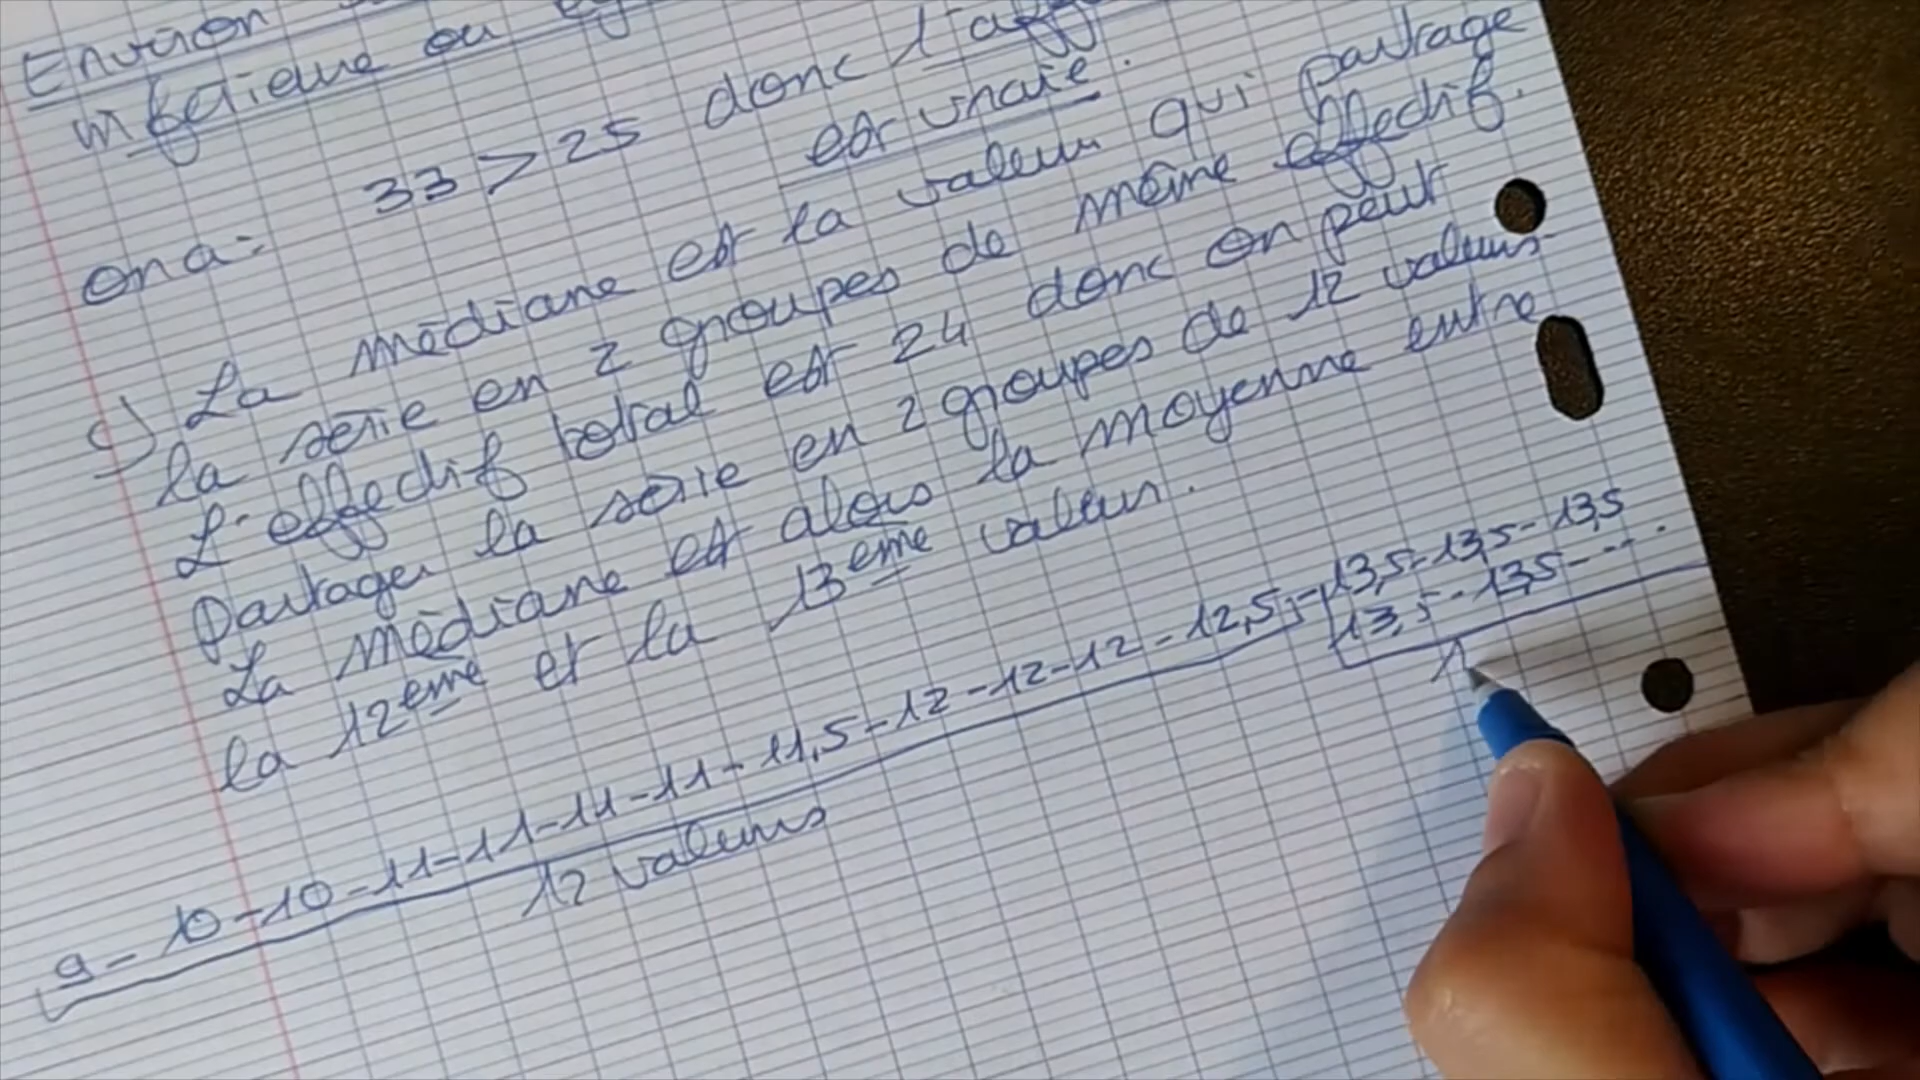 Environ
inférieure ou
on a : 33 > 25 donc l'aff
est vraie.
c) La médiane est la valeur qui partage
la série en 2 groupes de même effectif.
L'effectif total est 24 donc on peut
partager la série en 2 groupes de 12 valeurs
La médiane est alors la moyenne entre
la 12ème et la 13ème valeur.
9 - 10 - 10 - 11 - 11 - 11 - 11 - 11,5 - 12 - 12 - 12 - 12,5 - 13,5 - 13,5 - 13,5
13,5 - 13,5 - ...
12 valeurs
1